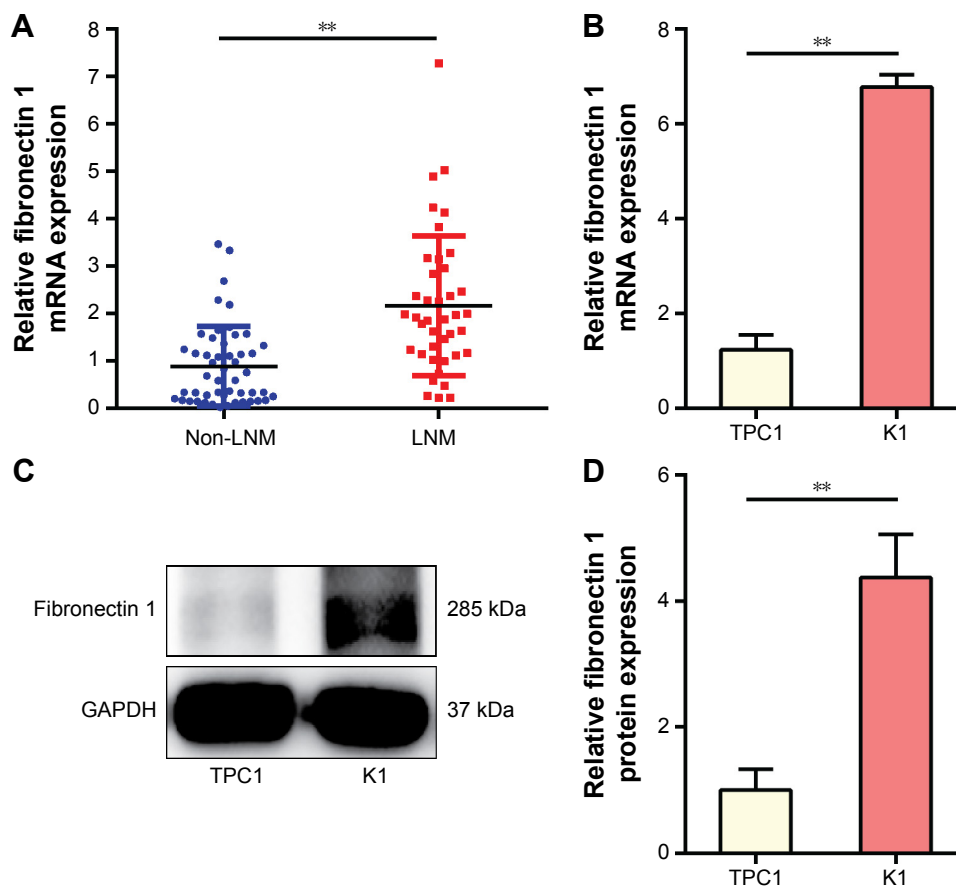 A
Relative fibronectin 1
mRNA expression
8
7
6
5
4
3
2
1
0
**
Non-LNM
LNM
B
Relative fibronectin 1
mRNA expression
8
6
4
2
0
**
TPC1
K1
C
Fibronectin 1
285 kDa
GAPDH
37 kDa
TPC1
K1
D
Relative fibronectin 1
protein expression
6
4
2
0
**
TPC1
K1